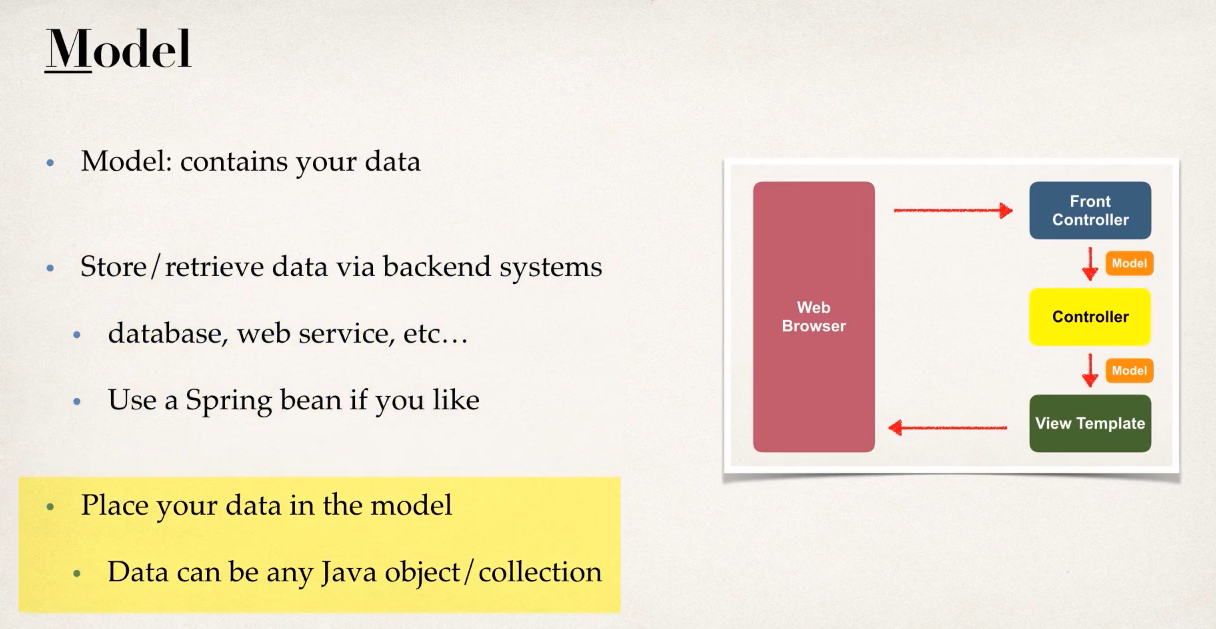 Model
• Model: contains your data
• Store/retrieve data via backend systems
• database, web service, etc…
• Use a Spring bean if you like
• Place your data in the model
• Data can be any Java object/collection
Web
Browser
Front
Controller
Model
Controller
Model
View Template